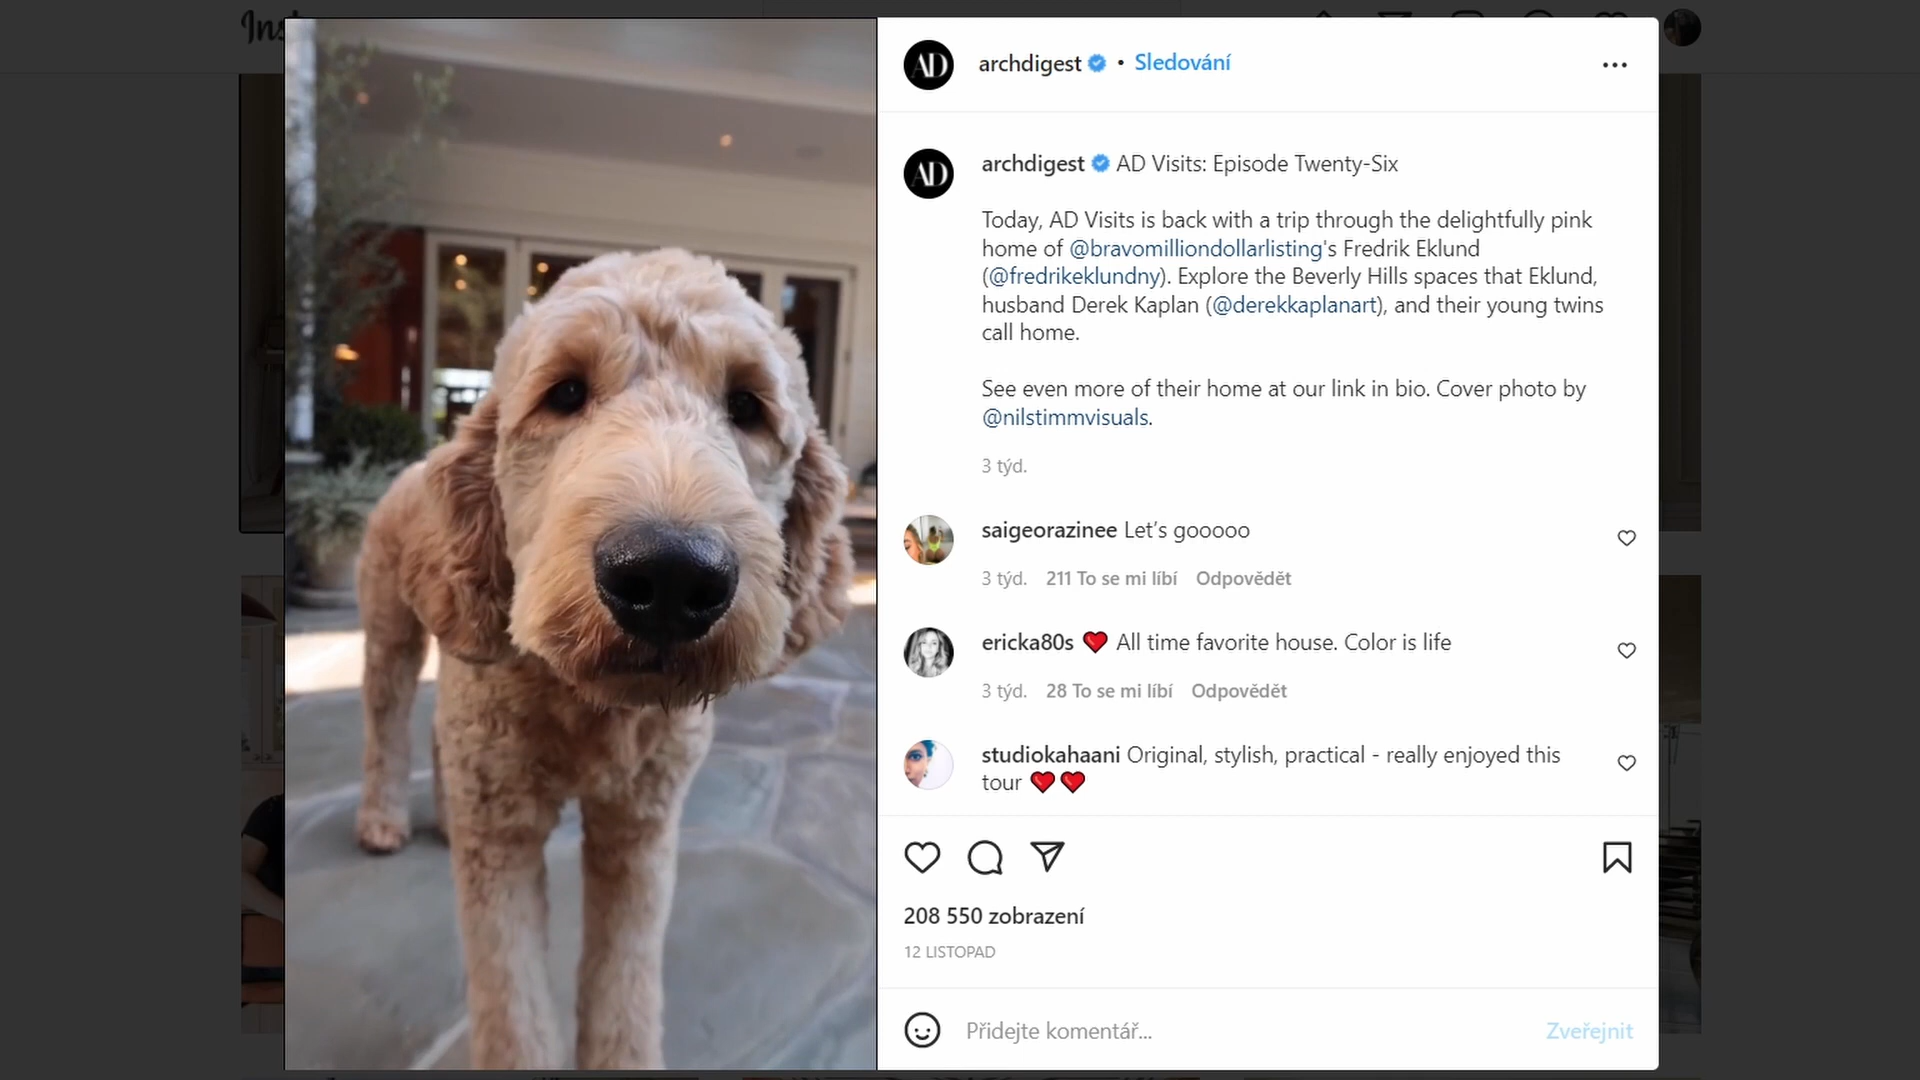 Ins
AD
archdigest • Sledování
AD
archdigest AD Visits: Episode Twenty-Six
Today, AD Visits is back with a trip through the delightfully pink
home of @bravomilliondollarlisting's Fredrik Eklund
(@fredrikeklundny). Explore the Beverly Hills spaces that Eklund,
husband Derek Kaplan (@derekkaplanart), and their young twins
call home.
See even more of their home at our link in bio. Cover photo by
@nilstimmvisuals.
3 týd.
saigeorazinee Let’s gooooo
3 týd. 211 To se mi líbí Odpovědět
ericka80s ❤️ All time favorite house. Color is life
3 týd. 28 To se mi líbí Odpovědět
studiokahaani Original, stylish, practical - really enjoyed this
tour ❤️❤️
208 550 zobrazení
12 LISTOPAD
Přidejte komentář...
Zveřejnit